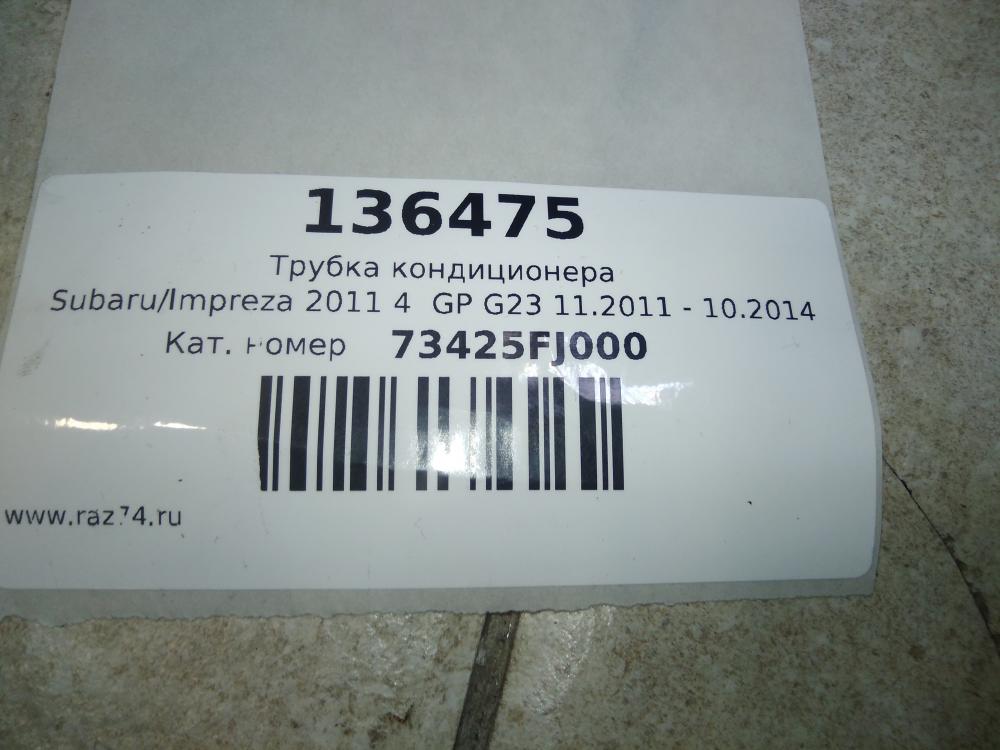 136475
Трубка кондиционера
Subaru/Impreza 2011 4 GP G23 11.2011 - 10.2014
Кат. номер 73425FJ000
www.raz74.ru